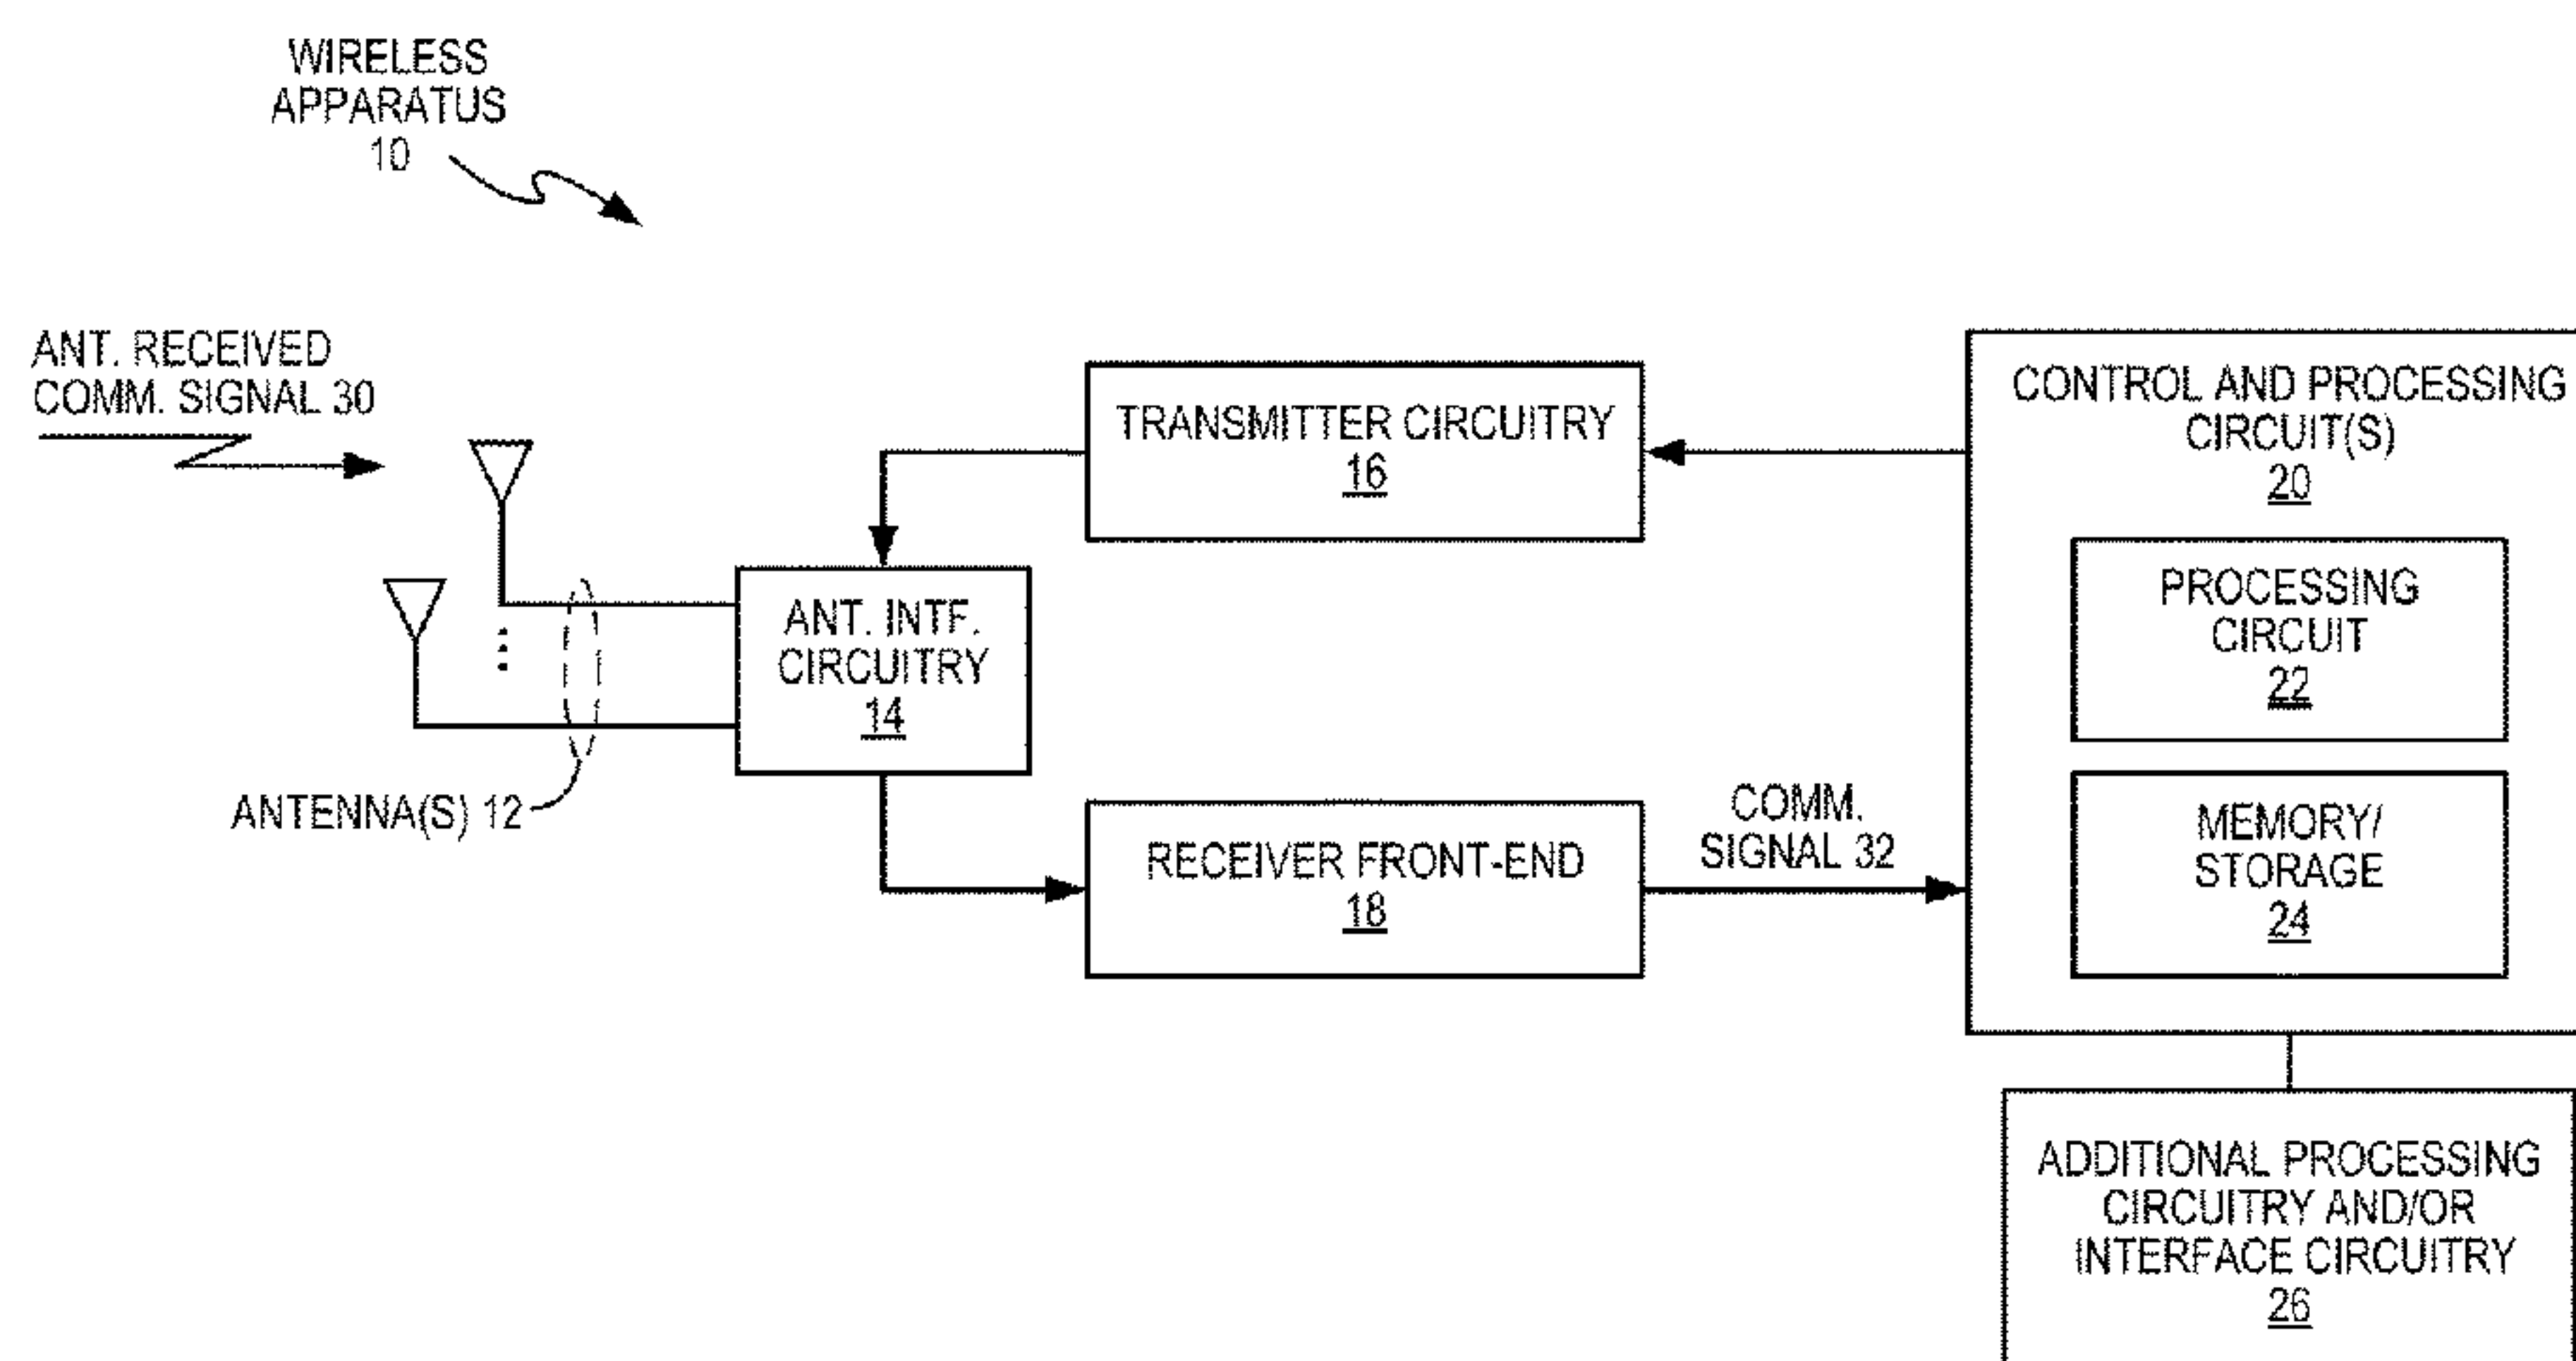 WIRELESS
APPARATUS
10
ANT. RECEIVED
COMM. SIGNAL 30
TRANSMITTER CIRCUITRY
16
CONTROL AND PROCESSING
CIRCUIT(S)
20
PROCESSING
CIRCUIT
22
ANT. INTF.
CIRCUITRY
14
ANTENNA(S) 12
RECEIVER FRONT-END
18
COMM.
SIGNAL 32
MEMORY/
STORAGE
24
ADDITIONAL PROCESSING
CIRCUITRY AND/OR
INTERFACE CIRCUITRY
26